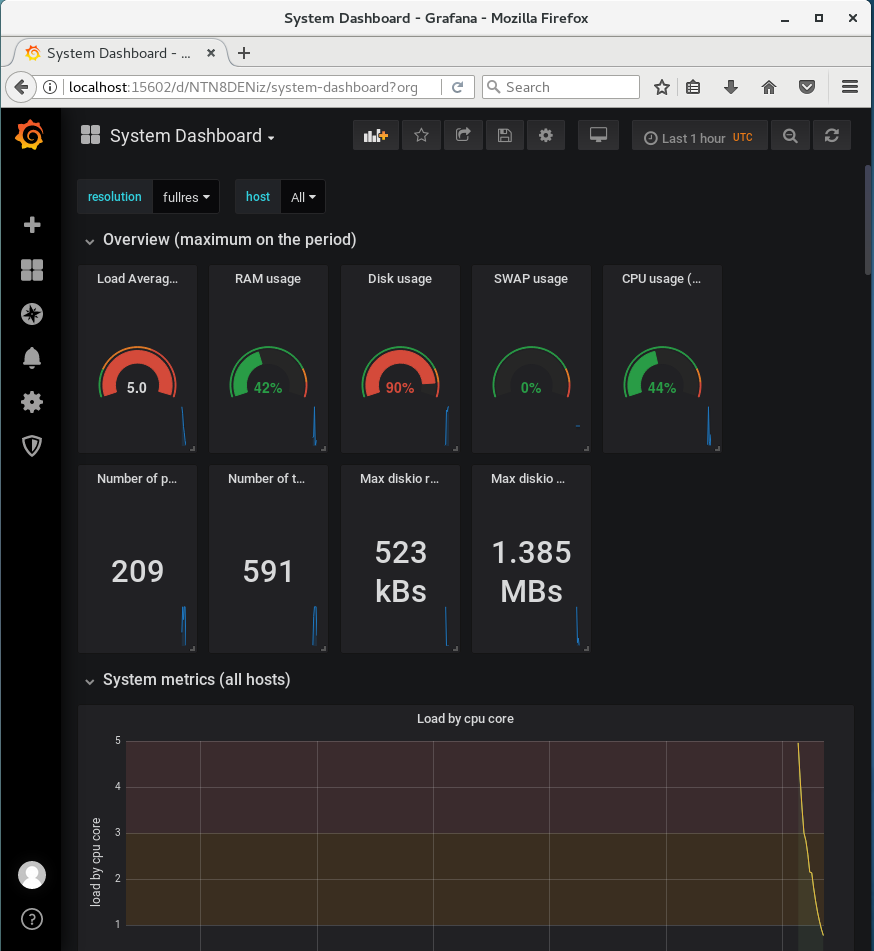 System Dashboard - Grafana - Mozilla Firefox
System Dashboard - ...
localhost:15602/d/NTN8DENiz/system-dashboard?org
Search
System Dashboard
Last 1 hour UTC
resolution fullres host All
Overview (maximum on the period)
Load Averag... RAM usage Disk usage SWAP usage CPU usage (...
5.0 42% 90% 0% 44%
Number of p... Number of t... Max diskio r... Max diskio ...
209 591 523 kBs 1.385 MBs
System metrics (all hosts)
Load by cpu core
load by cpu core
5
4
3
2
1